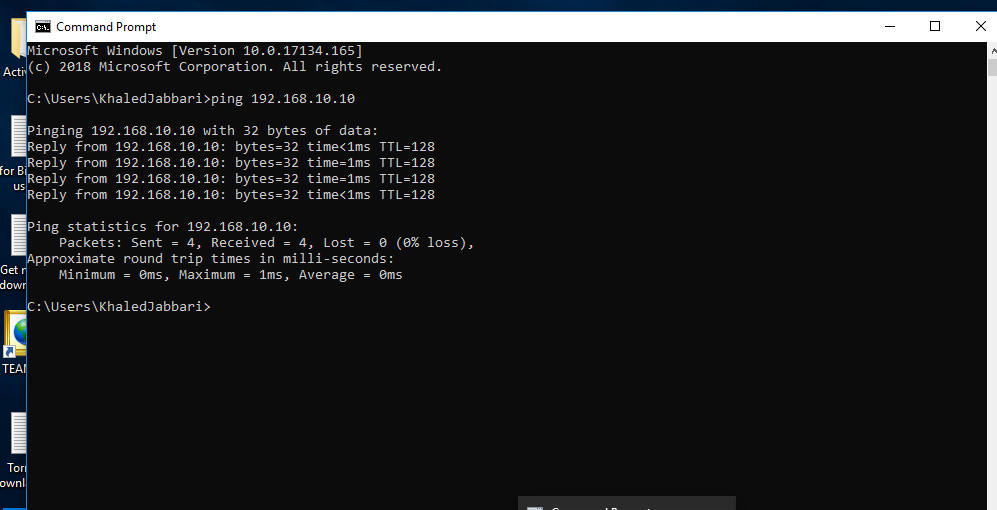 Command Prompt
Microsoft Windows [Version 10.0.17134.165]
(c) 2018 Microsoft Corporation. All rights reserved.
C:\Users\KhaledJabbari>ping 192.168.10.10
Pinging 192.168.10.10 with 32 bytes of data:
Reply from 192.168.10.10: bytes=32 time<1ms TTL=128
Reply from 192.168.10.10: bytes=32 time=1ms TTL=128
Reply from 192.168.10.10: bytes=32 time=1ms TTL=128
Reply from 192.168.10.10: bytes=32 time<1ms TTL=128
Ping statistics for 192.168.10.10:
Packets: Sent = 4, Received = 4, Lost = 0 (0% loss),
Approximate round trip times in milli-seconds:
Minimum = 0ms, Maximum = 1ms, Average = 0ms
C:\Users\KhaledJabbari>
Activ
for Bi
us
Get
down
TEA
Tor
ownl